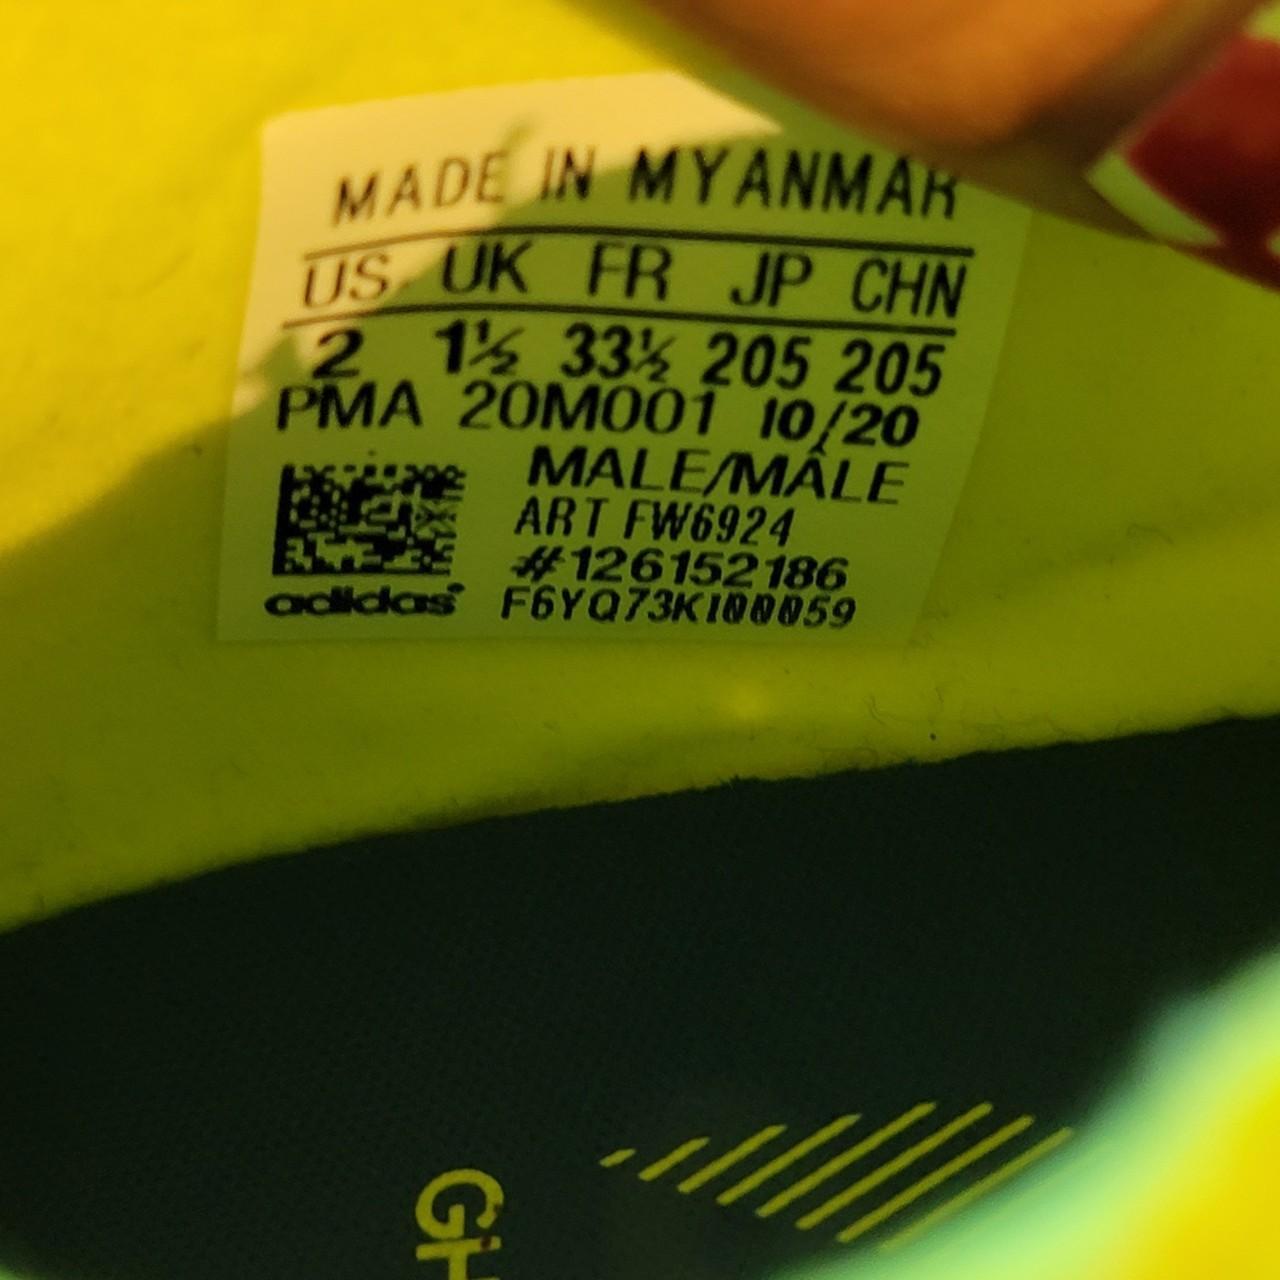 MADE IN MYANMAR
US UK FR JP CHN
2 1½ 33½ 205 205
PMA 20M001 10/20
MALE/MÂLE
ART FW6924
#126152186
adidas F6YQ73KI00059